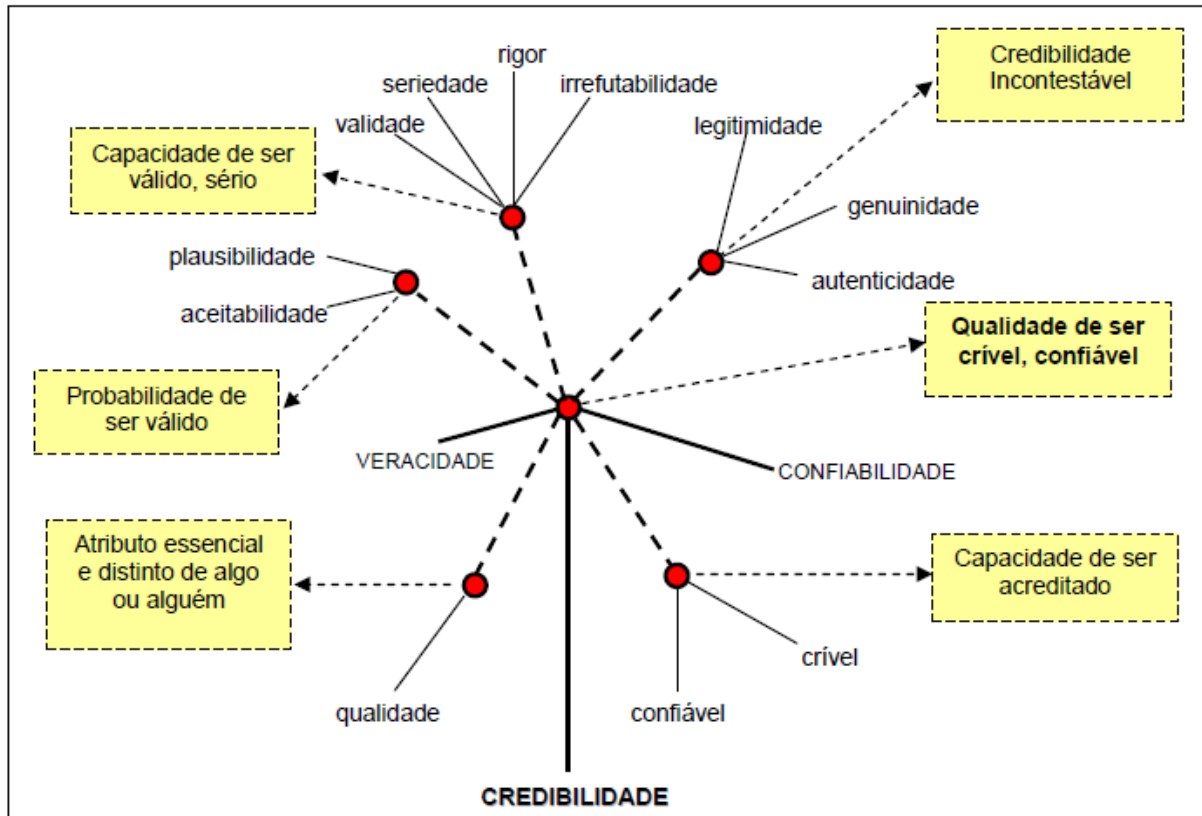 rigor
seriedade
irrefutabilidade
validade
legitimidade
Credibilidade
Incontestável
Capacidade de ser
válido, sério
genuinidade
plausibilidade
autenticidade
aceitabilidade
Qualidade de ser
crível, confiável
Probabilidade de
ser válido
VERACIDADE
CONFIABILIDADE
Atributo essencial
e distinto de algo
ou alguém
Capacidade de ser
acreditado
crível
qualidade
confiável
CREDIBILIDADE